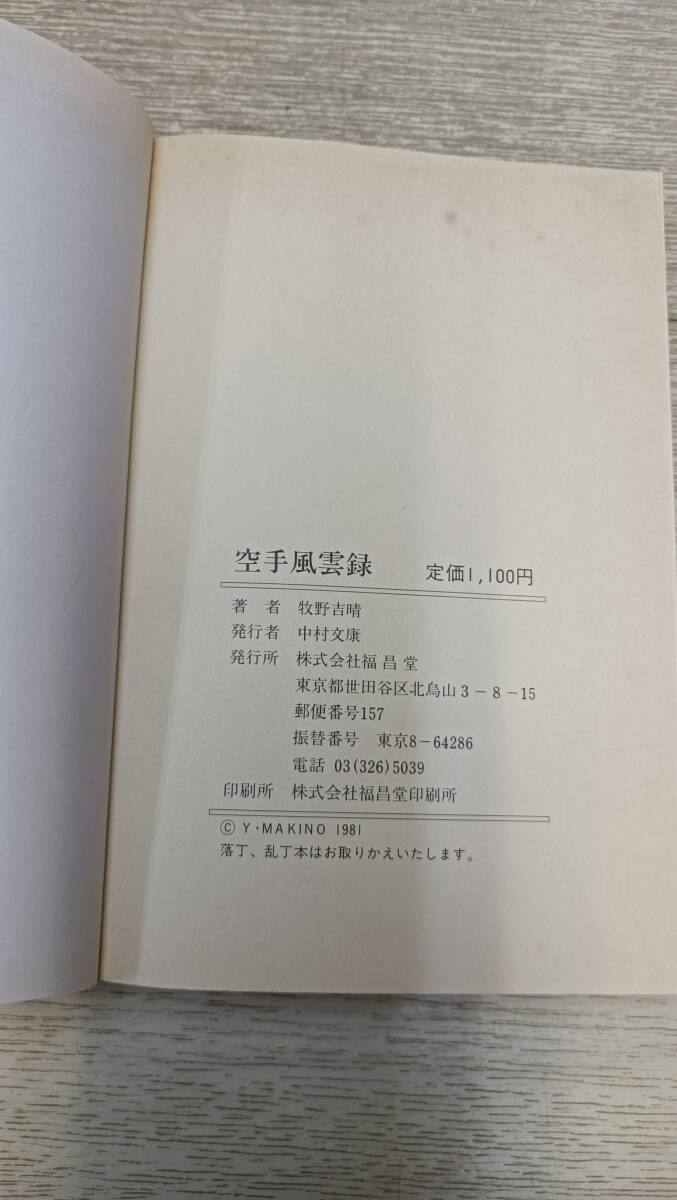 空手風雲録　定価1,100円
著　者　牧野吉晴
発行者　中村文康
発行所　株式会社福昌堂
東京都世田谷区北烏山3－8－15
郵便番号157
振替番号　東京8－64286
電話 03(326)5039
印刷所　株式会社福昌堂印刷所
© Y・MAKINO 1981
落丁、乱丁本はお取りかえいたします。